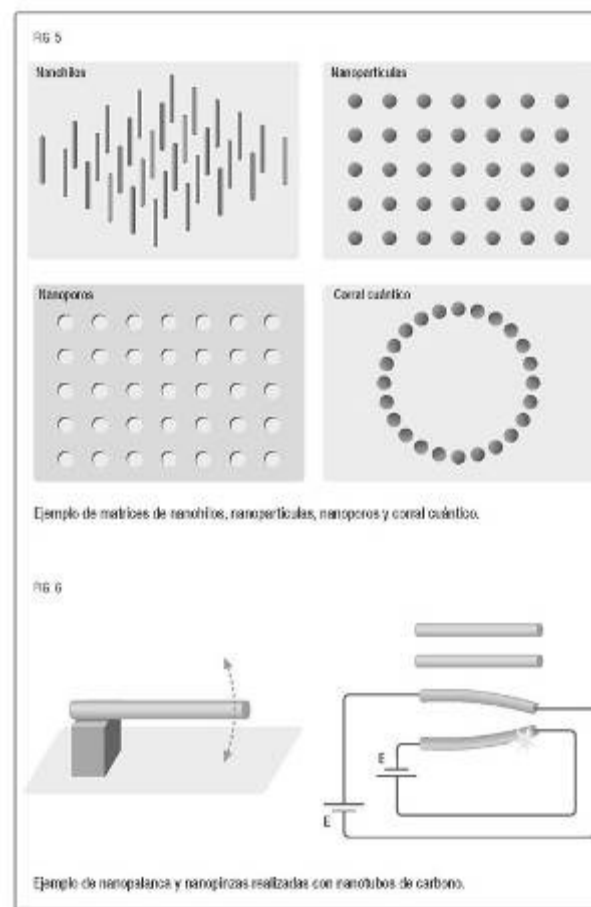 FIG. 5
Nanohilos
Nanopartículas
Nanoporos
Corral cuántico
Ejemplo de matrices de nanohilos, nanopartículas, nanoporos y corral cuántico.
FIG. 6
E
E
Ejemplo de nanopalanca y nanopinzas realizadas con nanotubos de carbono.